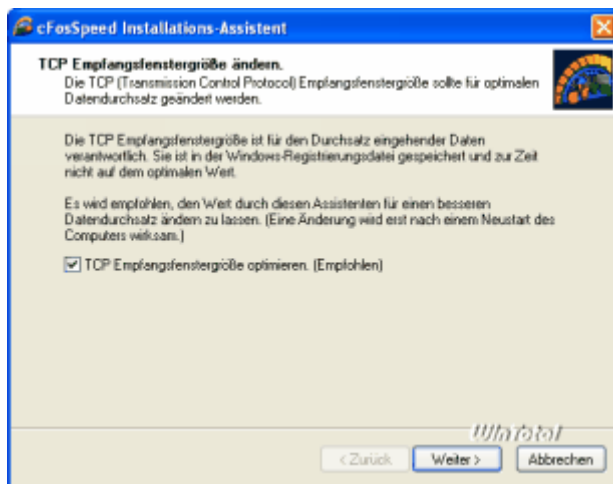 cFosSpeed Installations-Assistent
TCP Empfangsfenstergröße ändern.
Die TCP (Transmission Control Protocol) Empfangsfenstergröße sollte für optimalen
Datendurchsatz geändert werden.
Die TCP Empfangsfenstergröße ist für den Durchsatz eingehender Daten
verantwortlich. Sie ist in der Windows-Registrierungsdatei gespeichert und zur Zeit
nicht auf dem optimalen Wert.
Es wird empfohlen, den Wert durch diesen Assistenten für einen besseren
Datendurchsatz ändern zu lassen. (Eine Änderung wird erst nach einem Neustart des
Computers wirksam.)
TCP Empfangsfenstergröße optimieren. (Empfohlen)
WinTotal
< Zurück
Weiter >
Abbrechen